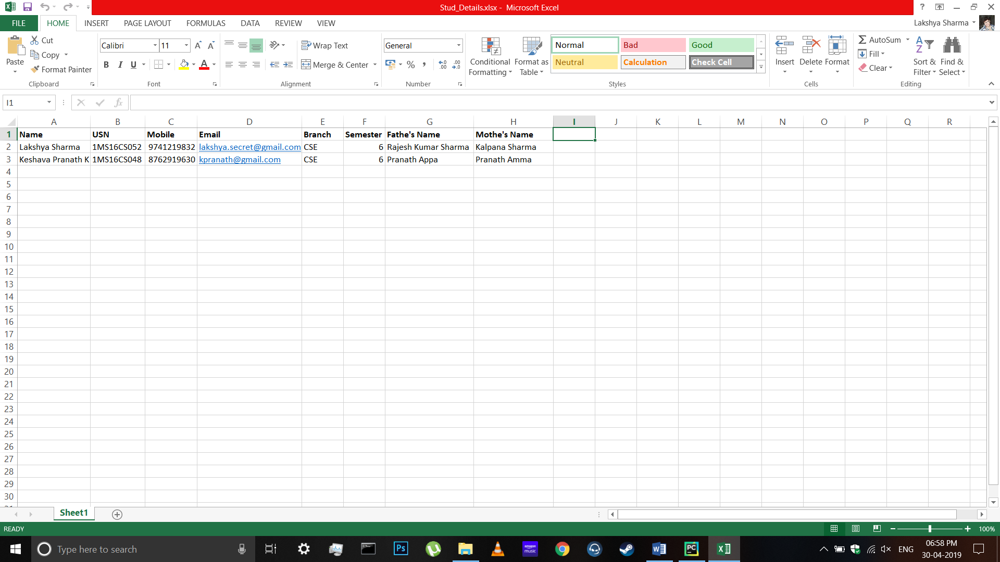 Stud_Details.xlsx - Microsoft Excel
FILE HOME INSERT PAGE LAYOUT FORMULAS DATA REVIEW VIEW Lakshya Sharma
Paste
Cut
Copy
Format Painter
Clipboard
Calibri 11
B I U
Font
Wrap Text
Merge & Center
Alignment
General
Number
Conditional Formatting
Format as Table
Normal Bad Good
Neutral Calculation Check Cell
Styles
Insert Delete Format
Cells
AutoSum
Fill
Clear
Sort & Filter
Find & Select
Editing
I1
A B C D E F G H I J K L M N O P Q R
1 Name USN Mobile Email Branch Semester Fathe's Name Mothe's Name
2 Lakshya Sharma 1MS16CS052 9741219832 lakshya.secret@gmail.com CSE 6 Rajesh Kumar Sharma Kalpana Sharma
3 Keshava Pranath K 1MS16CS048 8762919630 kpranath@gmail.com CSE 6 Pranath Appa Pranath Amma
4
5
6
7
8
9
10
11
12
13
14
15
16
17
18
19
20
21
22
23
24
25
26
27
28
29
30
Sheet1
READY 100%
Type here to search
ENG
06:58 PM
30-04-2019